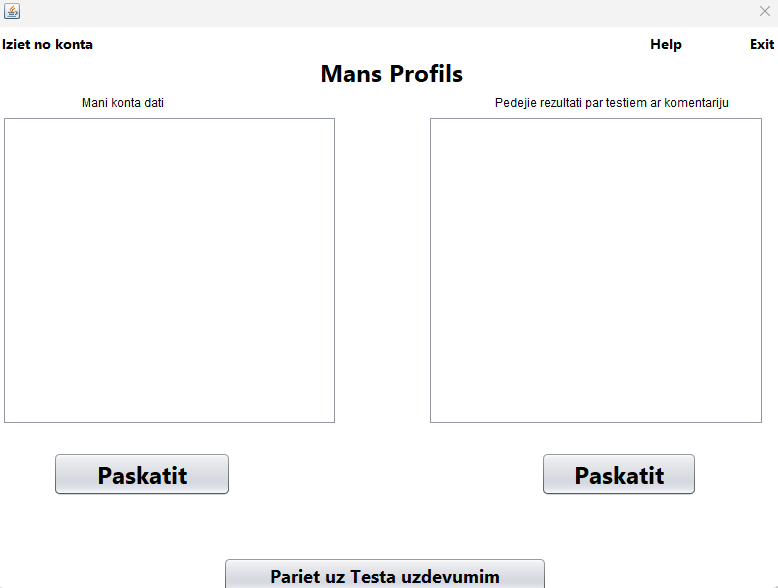 Iziet no konta
Help
Exit
Mans Profils
Mani konta dati
Pedejie rezultati par testiem ar komentariju
Paskatit
Paskatit
Pariet uz Testa uzdevumim